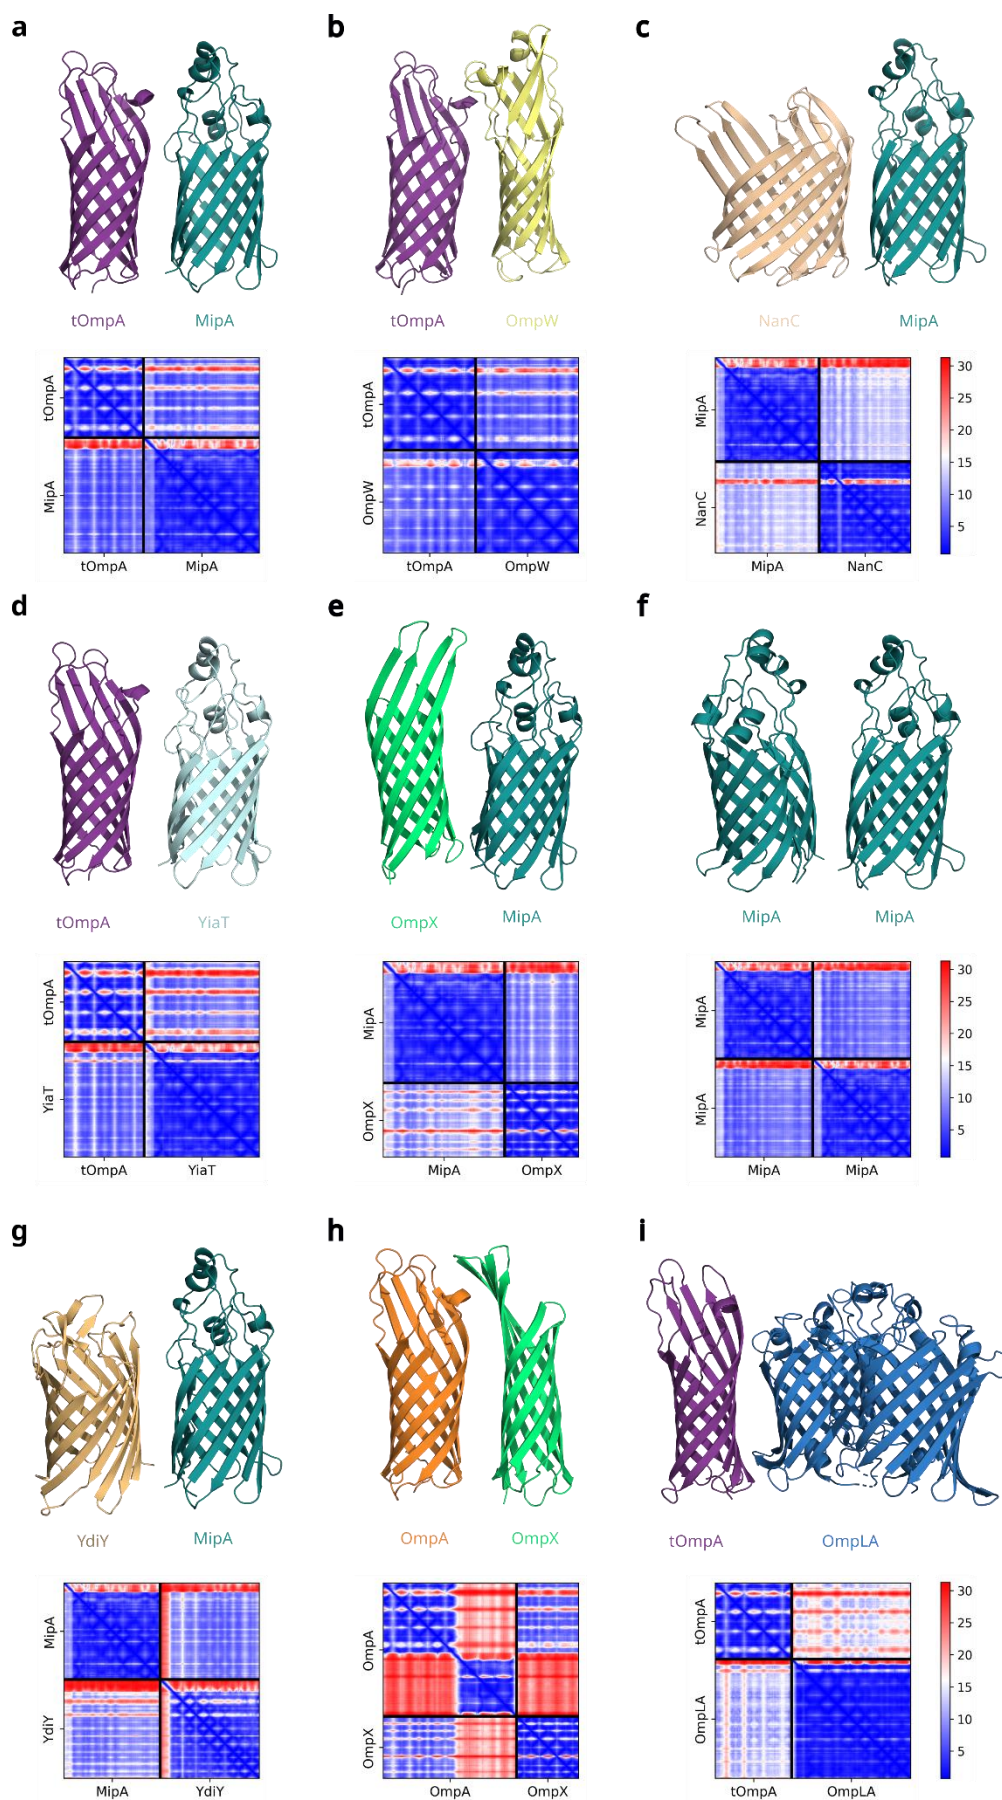 a b c
tOmpA MipA tOmpA OmpW NanC MipA
tOmpA
MipA
tOmpA MipA
tOmpA
OmpW
tOmpA OmpW
MipA
NanC
MipA NanC
30
25
20
15
10
5
d e f
tOmpA YiaT OmpX MipA MipA MipA
tOmpA
YiaT
tOmpA YiaT
MipA
OmpX
MipA OmpX
MipA
MipA
MipA MipA
30
25
20
15
10
5
g h i
YdiY MipA OmpA OmpX tOmpA OmpLA
MipA
YdiY
MipA YdiY
OmpA
OmpX
OmpA OmpX
tOmpA
OmpLA
tOmpA OmpLA
30
25
20
15
10
5